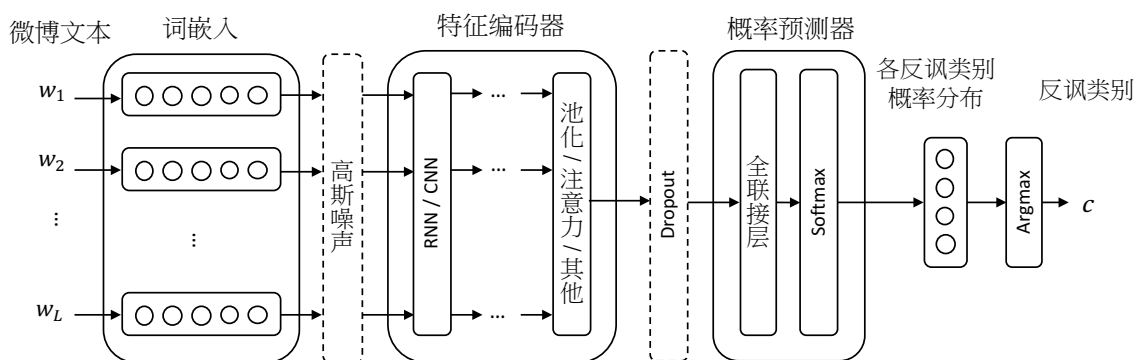 微博文本
词嵌入
特征编码器
概率预测器
各反讽类别
概率分布
反讽类别
w₁
w₂
...
w_L
...
高斯噪声
RNN / CNN
...
...
...
池化 / 注意力 / 其他
Dropout
全联接层
Softmax
Argmax
c